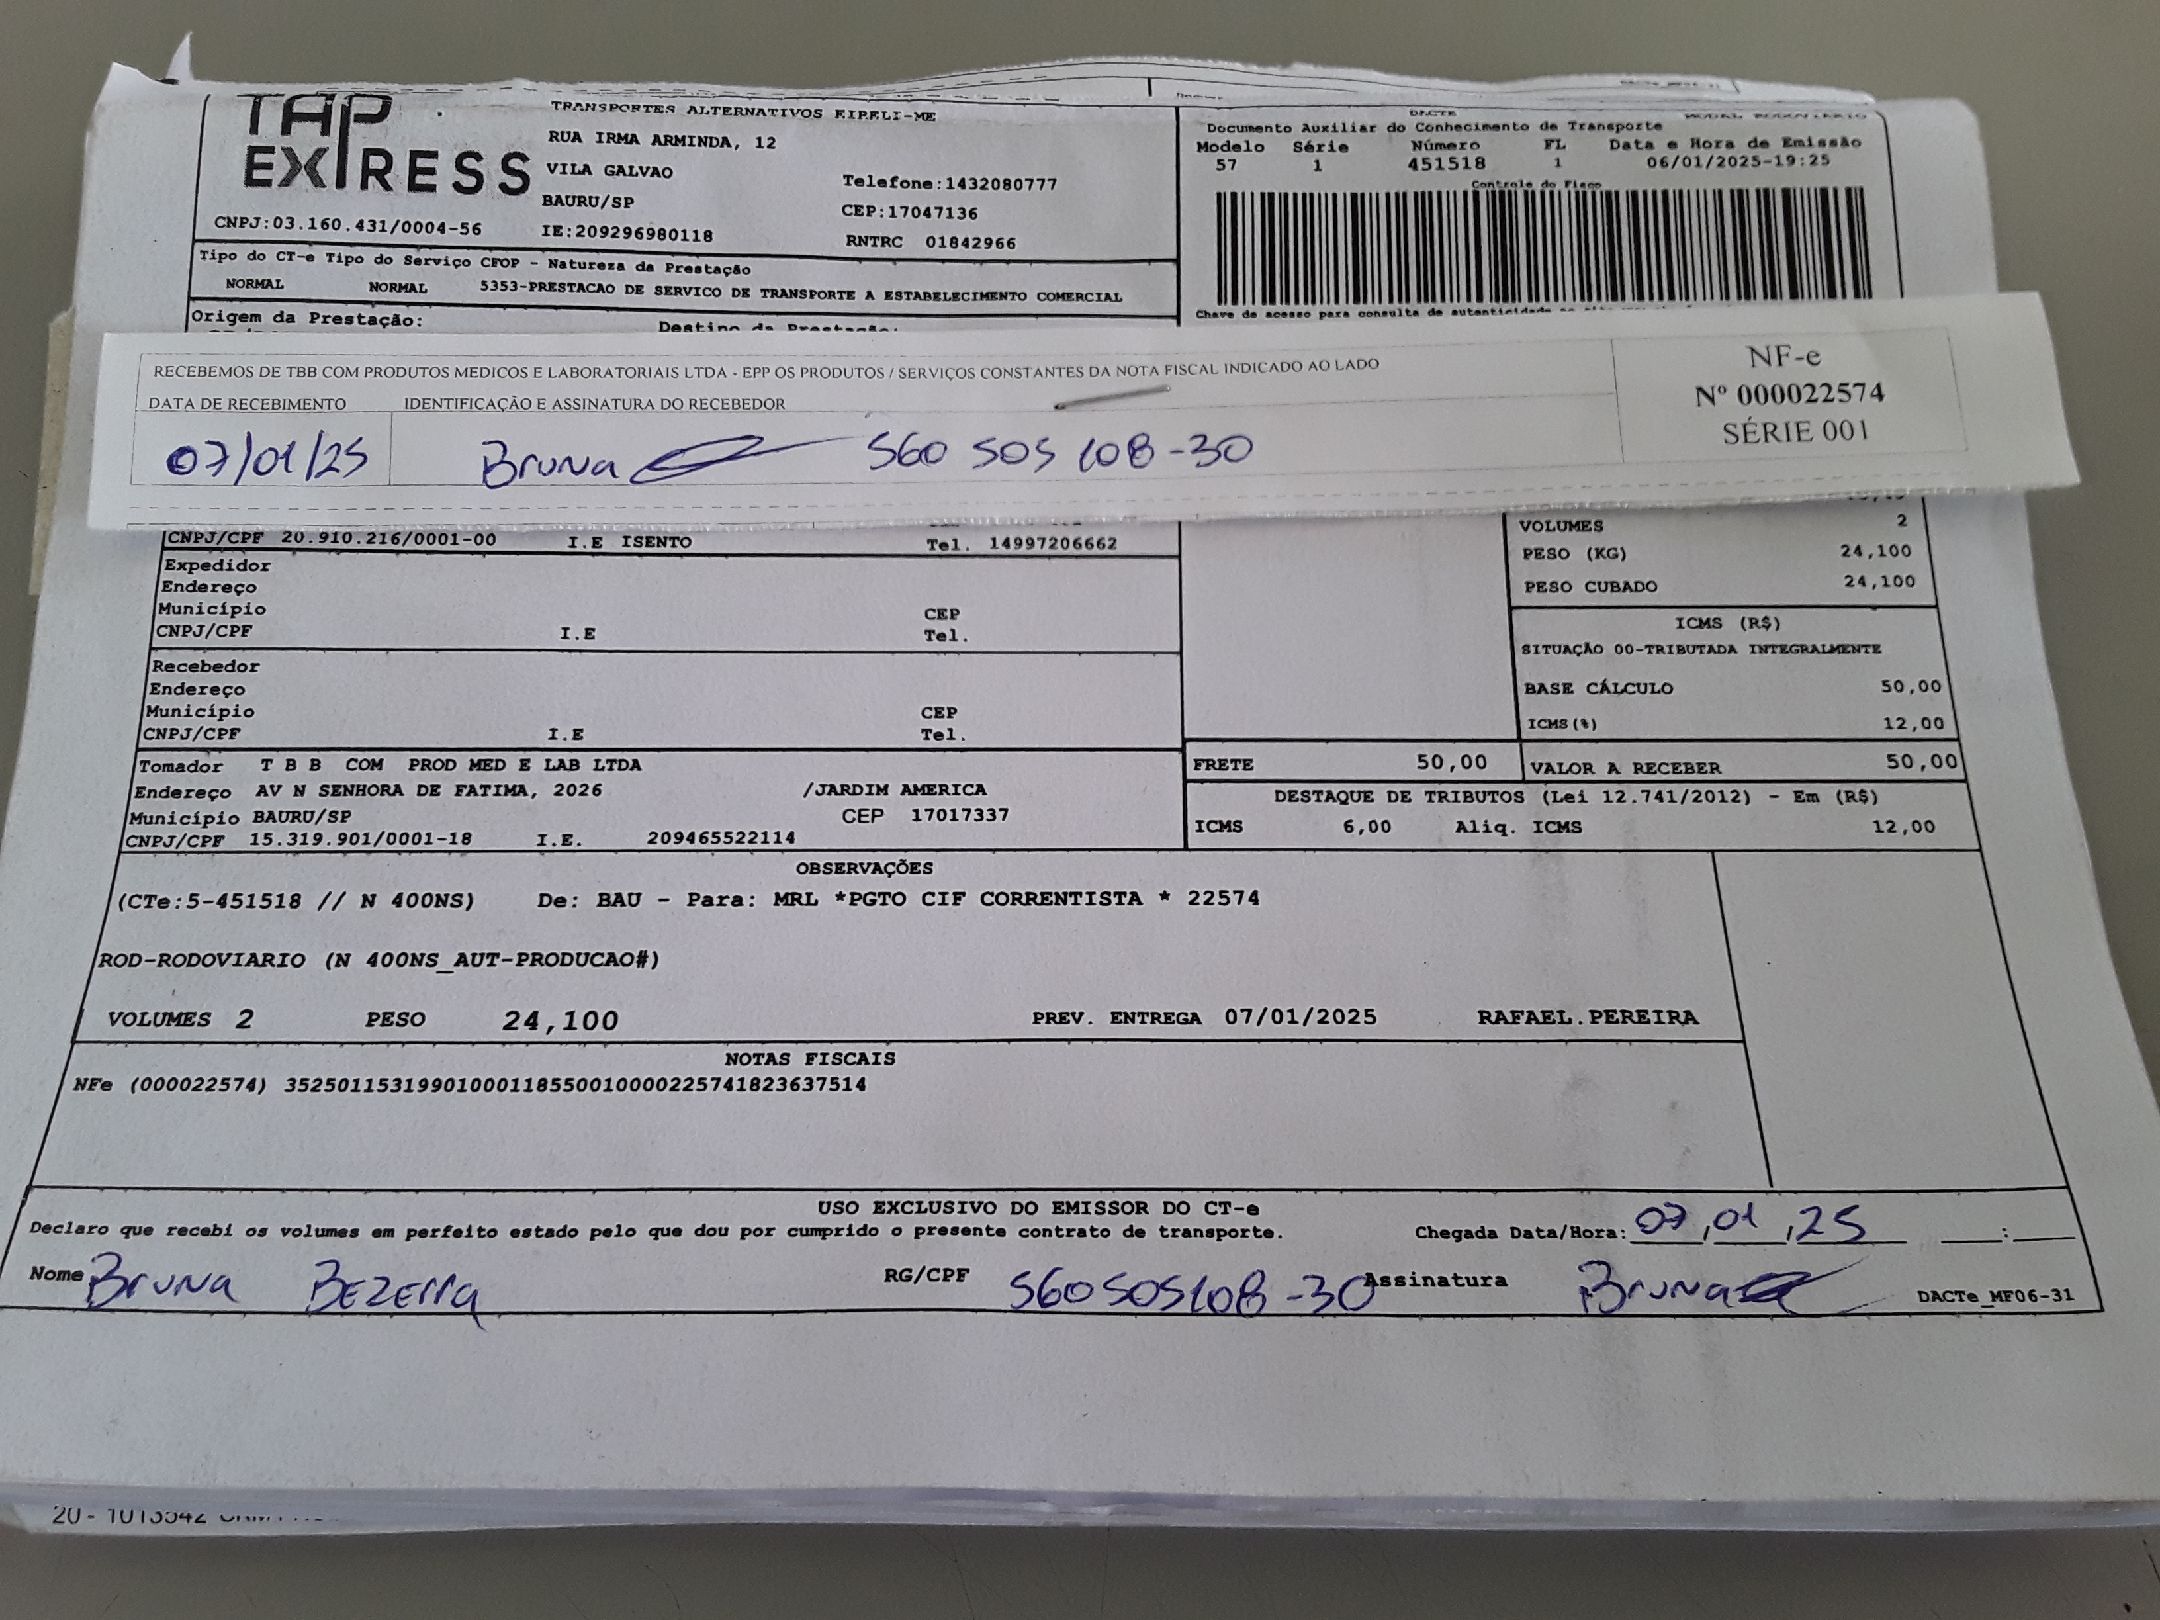 TAP EXPRESS
TRANSPORTES ALTERNATIVOS EIRELI-ME
RUA IRMA ARMINDA, 12
VILA GALVAO
BAURU/SP
Telefone:1432080777
CEP:17047136
CNPJ:03.160.431/0004-56
IE:209296980118
RNTRC 01842966
DACTE
Documento Auxiliar do Conhecimento de Transporte
Modelo Série Número FL Data e Hora de Emissão
57 1 451518 1 06/01/2025-19:25
Controle do Fisco
Chave de acesso para consulta de autenticidade
Tipo do CT-e Tipo do Serviço CFOP - Natureza da Prestação
NORMAL NORMAL 5353-PRESTACAO DE SERVICO DE TRANSPORTE A ESTABELECIMENTO COMERCIAL
Origem da Prestação: Destino da Prestação:
RECEBEMOS DE TBB COM PRODUTOS MEDICOS E LABORATORIAIS LTDA - EPP OS PRODUTOS / SERVIÇOS CONSTANTES DA NOTA FISCAL INDICADO AO LADO
DATA DE RECEBIMENTO IDENTIFICAÇÃO E ASSINATURA DO RECEBEDOR
07/01/25 Bruna 560 505 108-30
NF-e
Nº 000022574
SÉRIE 001
CNPJ/CPF 20.910.216/0001-00 I.E ISENTO Tel. 14997206662
Expedidor
Endereço
Município CEP
CNPJ/CPF I.E Tel.
Recebedor
Endereço
Município CEP
CNPJ/CPF I.E Tel.
Tomador T B B COM PROD MED E LAB LTDA
Endereço AV N SENHORA DE FATIMA, 2026 /JARDIM AMERICA
Município BAURU/SP CEP 17017337
CNPJ/CPF 15.319.901/0001-18 I.E. 209465522114
VOLUMES 2
PESO (KG) 24,100
PESO CUBADO 24,100
ICMS (R$)
SITUAÇÃO 00-TRIBUTADA INTEGRALMENTE
BASE CÁLCULO 50,00
ICMS(%) 12,00
FRETE 50,00 VALOR A RECEBER 50,00
DESTAQUE DE TRIBUTOS (Lei 12.741/2012) - Em (R$)
ICMS 6,00 Aliq. ICMS 12,00
OBSERVAÇÕES
(CTe:5-451518 // N 400NS) De: BAU - Para: MRL *PGTO CIF CORRENTISTA * 22574
ROD-RODOVIARIO (N 400NS_AUT-PRODUCAO#)
VOLUMES 2 PESO 24,100 PREV. ENTREGA 07/01/2025 RAFAEL.PEREIRA
NOTAS FISCAIS
NFe (000022574) 35250115319901000118550010000225741823637514
USO EXCLUSIVO DO EMISSOR DO CT-e
Declaro que recebi os volumes em perfeito estado pelo que dou por cumprido o presente contrato de transporte. Chegada Data/Hora: 07/01/25 :
Nome Bruna Bezerra RG/CPF 560505108-30 Assinatura Bruna DACTe_MF06-31